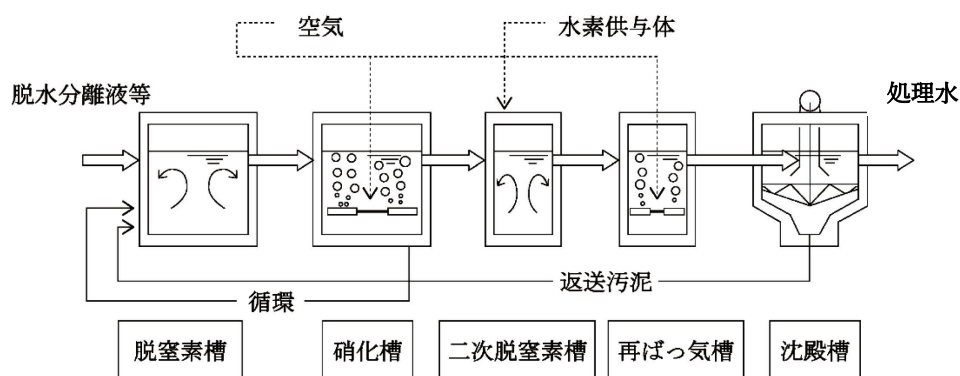 空気
水素供与体
脱水分離液等
処理水
返送汚泥
循環
脱窒素槽
硝化槽
二次脱窒素槽
再ばっ気槽
沈殿槽